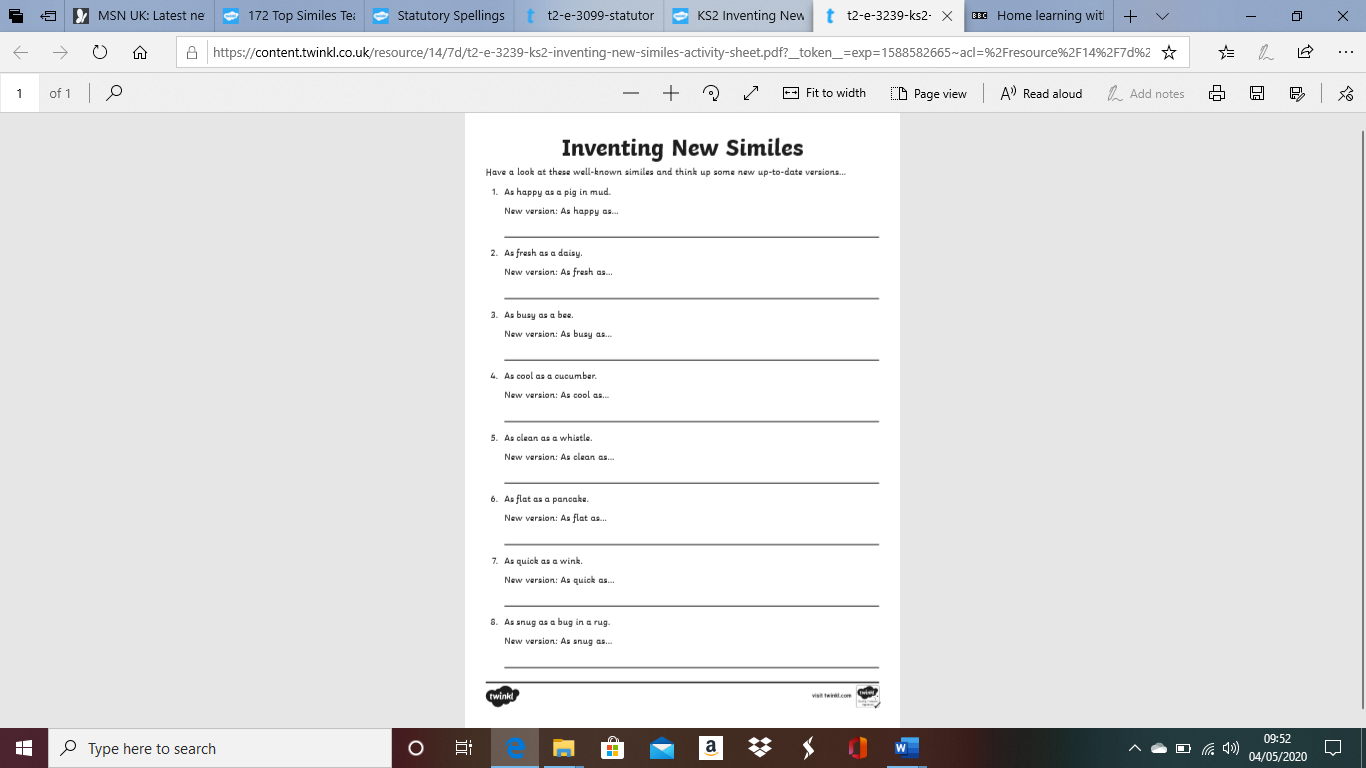 MSN UK: Latest ne
172 Top Similes Tea
Statutory Spellings
t2-e-3099-statutor
KS2 Inventing New
t2-e-3239-ks2-
BBC Home learning wit
https://content.twinkl.co.uk/resource/14/7d/t2-e-3239-ks2-inventing-new-similes-activity-sheet.pdf?__token__=exp=1588582665~acl=%2Fresource%2F14%2F7d%2
1 of 1
Fit to width
Page view
Read aloud
Add notes
Inventing New Similes
Have a look at these well-known similes and think up some new up-to-date versions...
1. As happy as a pig in mud.
New version: As happy as...
2. As fresh as a daisy.
New version: As fresh as...
3. As busy as a bee.
New version: As busy as...
4. As cool as a cucumber.
New version: As cool as...
5. As clean as a whistle.
New version: As clean as...
6. As flat as a pancake.
New version: As flat as...
7. As quick as a wink.
New version: As quick as...
8. As snug as a bug in a rug.
New version: As snug as...
twinkl
visit twinkl.com
twinkl
Type here to search
09:52
04/05/2020